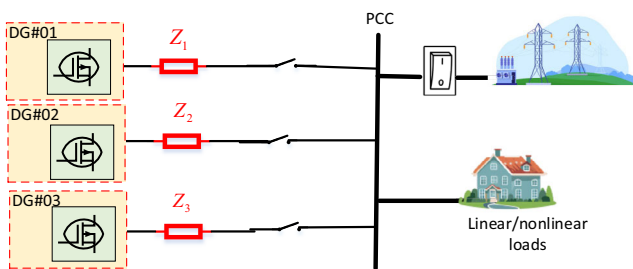 PCC
DG#01
Z1
DG#02
Z2
DG#03
Z3
Linear/nonlinear
loads